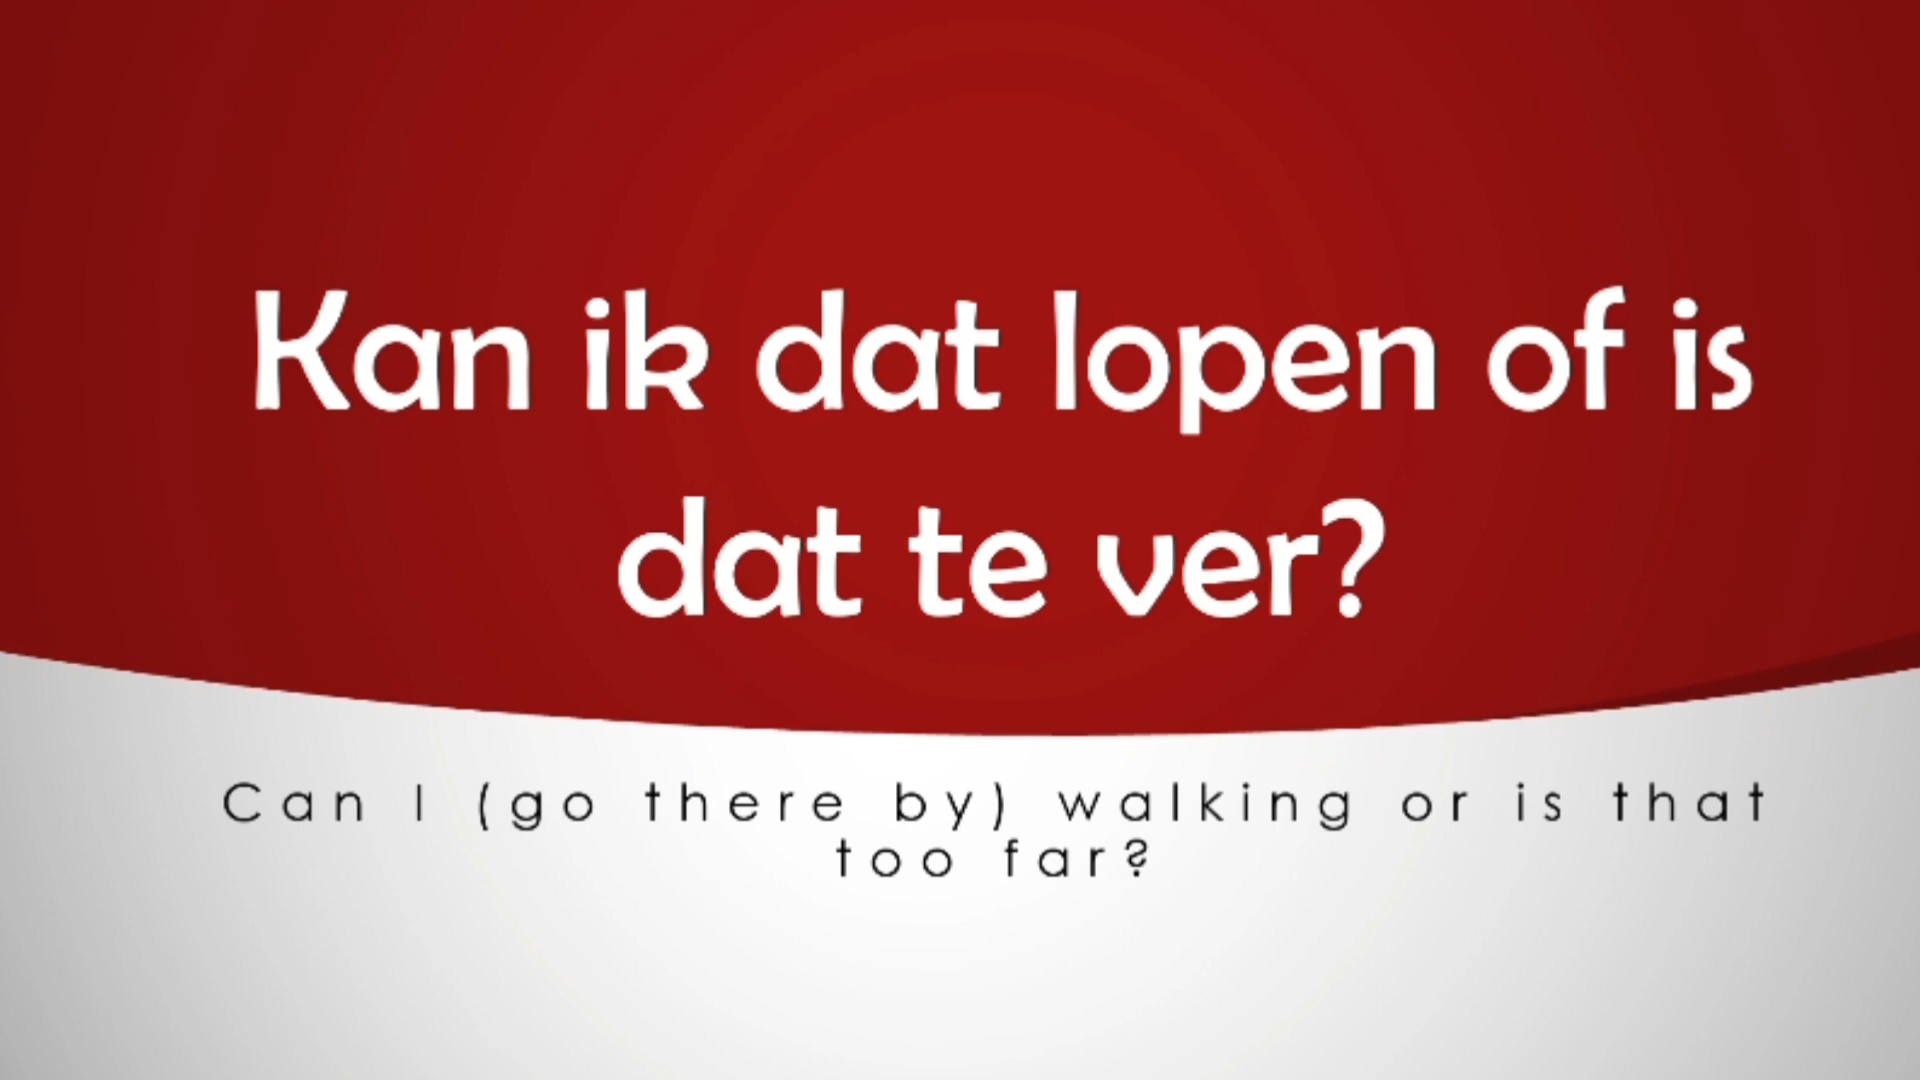 Kan ik dat lopen of is
dat te ver?
Can I (go there by) walking or is that
too far?